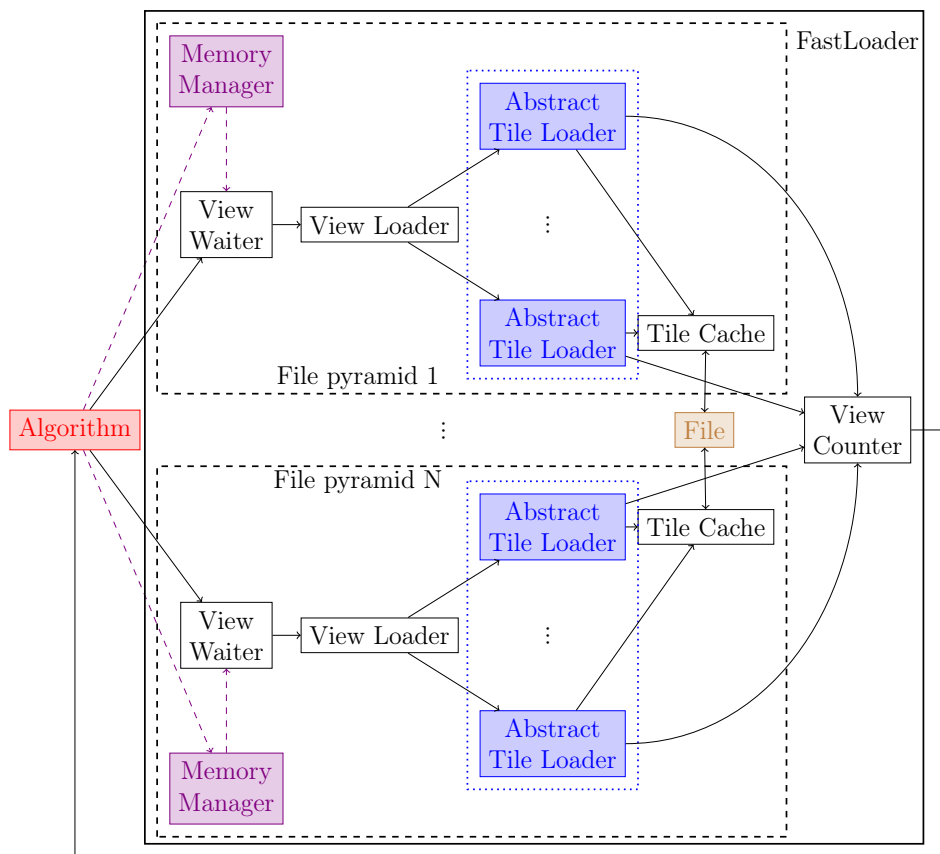 FastLoader
Memory
Manager
Abstract
Tile Loader
View
Waiter
View Loader
⋮
Abstract
Tile Loader
Tile Cache
File pyramid 1
Algorithm
⋮
File
View
Counter
File pyramid N
Abstract
Tile Loader
Tile Cache
View
Waiter
View Loader
⋮
Abstract
Tile Loader
Memory
Manager